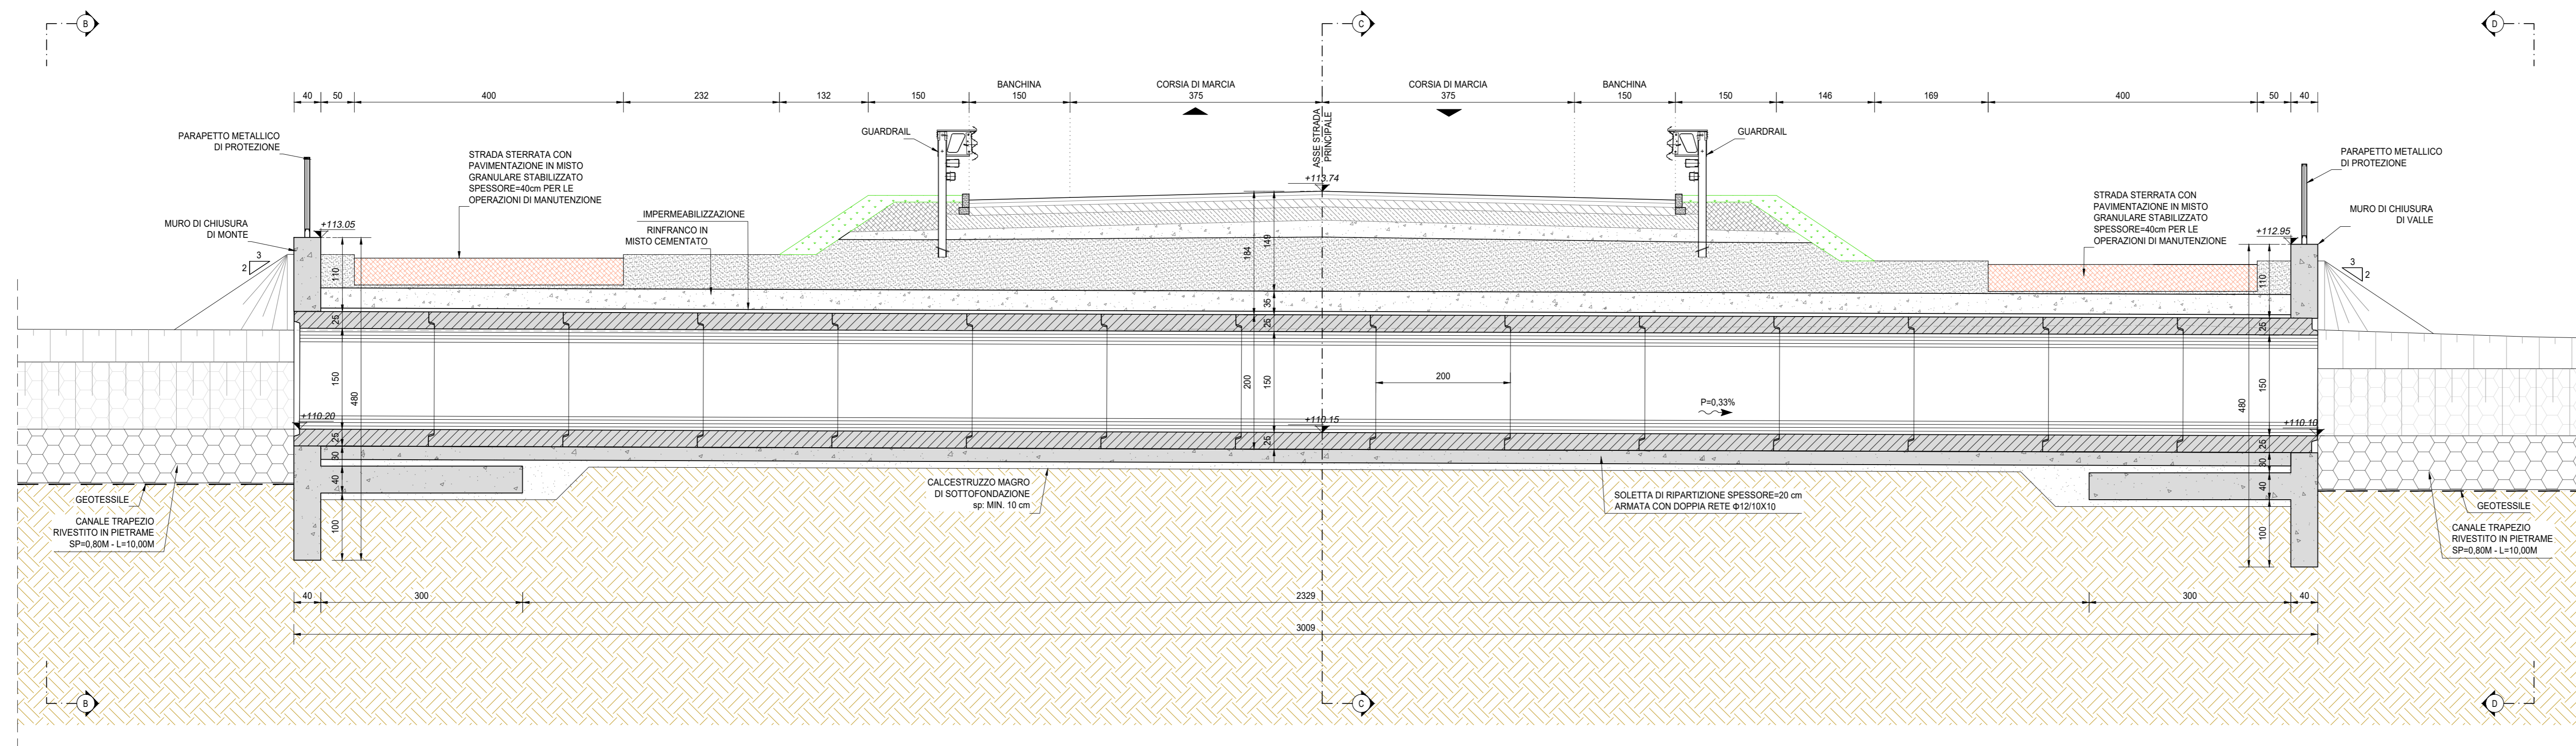 B
C
D
BANCHINA
CORSIA DI MARCIA
CORSIA DI MARCIA
BANCHINA
40
50
400
232
132
150
150
375
375
150
150
146
169
400
50
40
ASSE STRADA
PRINCIPALE
PARAPETTO METALLICO
DI PROTEZIONE
GUARDRAIL
GUARDRAIL
PARAPETTO METALLICO
DI PROTEZIONE
STRADA STERRATA CON
PAVIMENTAZIONE IN MISTO
GRANULARE STABILIZZATO
SPESSORE=40cm PER LE
OPERAZIONI DI MANUTENZIONE
+113.74
STRADA STERRATA CON
PAVIMENTAZIONE IN MISTO
GRANULARE STABILIZZATO
SPESSORE=40cm PER LE
OPERAZIONI DI MANUTENZIONE
MURO DI CHIUSURA
DI MONTE
+113.05
IMPERMEABILIZZAZIONE
RINFRANCO IN
MISTO CEMENTATO
MURO DI CHIUSURA
DI VALLE
+112.95
3
2
3
2
110
184
149
110
35
25
25
25
150
480
200
150
200
150
480
P=0,33%
+110.20
+110.15
+110.10
25
25
25
30
30
40
40
100
100
GEOTESSILE
CANALE TRAPEZIO
RIVESTITO IN PIETRAME
SP=0,80M - L=10,00M
CALCESTRUZZO MAGRO
DI SOTTOFONDAZIONE
sp: MIN. 10 cm
SOLETTA DI RIPARTIZIONE SPESSORE=20 cm
ARMATA CON DOPPIA RETE Φ12/10X10
GEOTESSILE
CANALE TRAPEZIO
RIVESTITO IN PIETRAME
SP=0,80M - L=10,00M
40
300
2329
300
40
3009
B
C
D